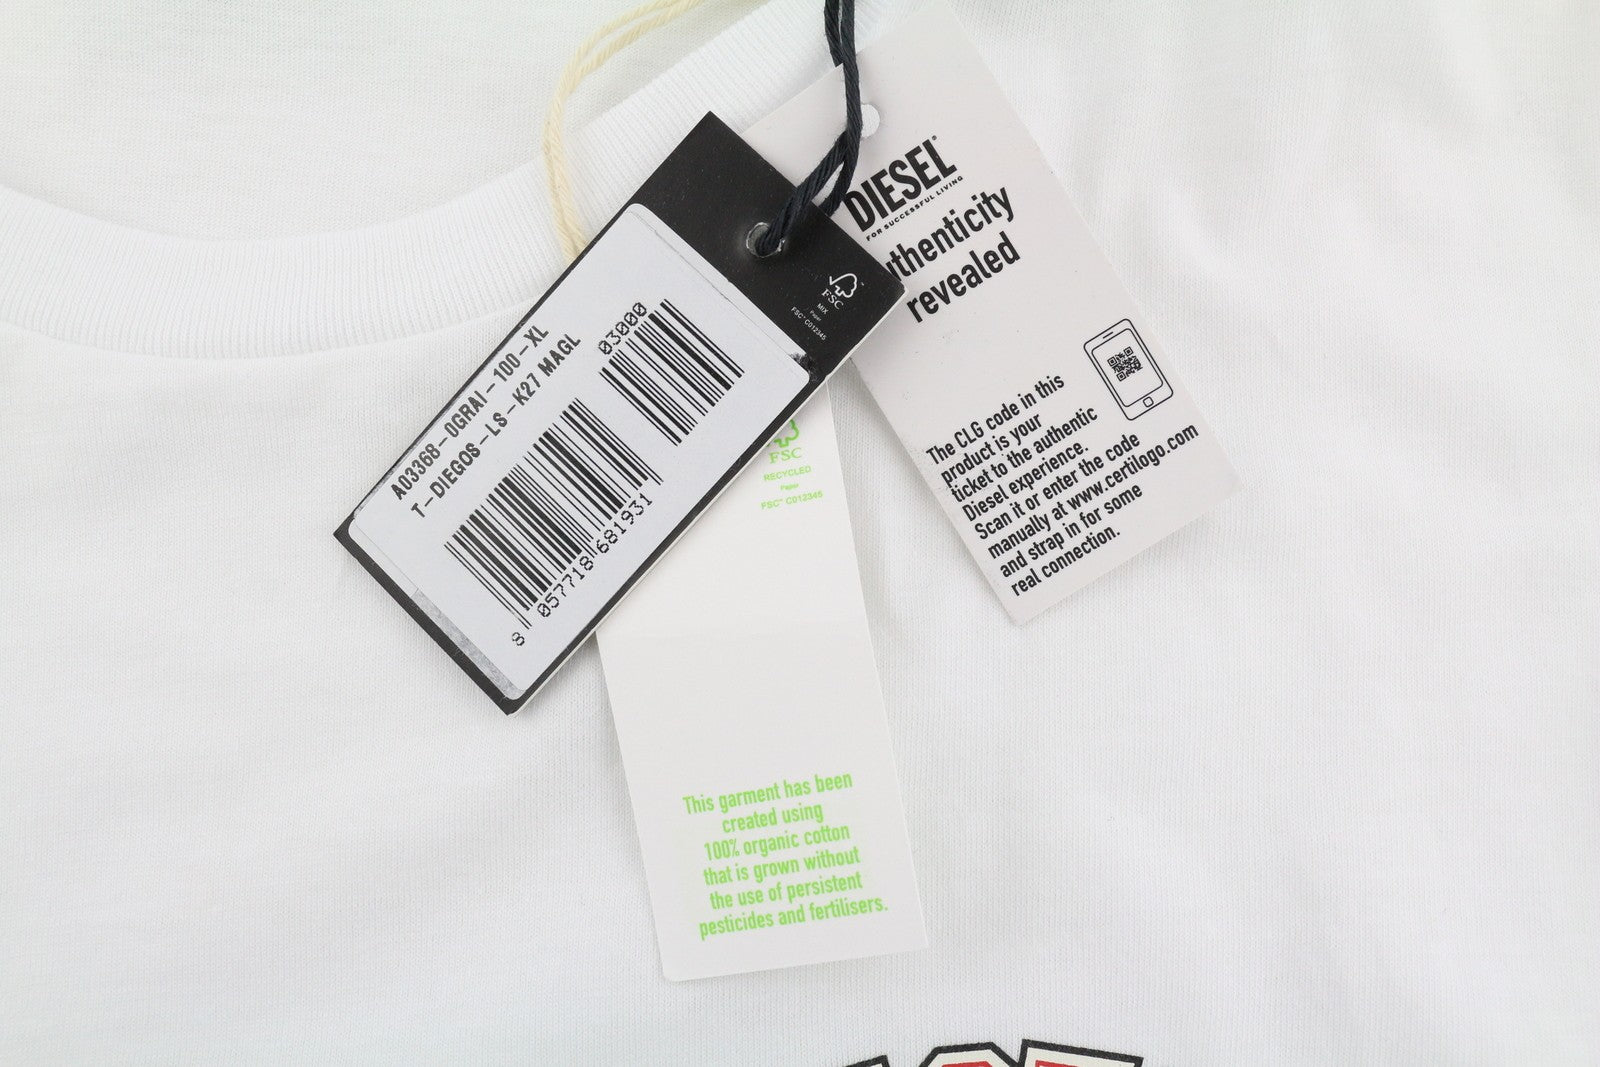 A03368-0GRAI-100-XL
T-DIEGOS-LS-K27 MAGL
03000
8 057718 681931
FSC
MIX
Paper
FSC® C012345
DIESEL®
FOR SUCCESSFUL LIVING
uthenticity
revealed
The CLG code in this
product is your
ticket to the authentic
Diesel experience.
Scan it or enter the code
manually at www.certilogo.com
and strap in for some
real connection.
FSC
RECYCLED
Paper
FSC™ C012345
This garment has been
created using
100% organic cotton
that is grown without
the use of persistent
pesticides and fertilisers.